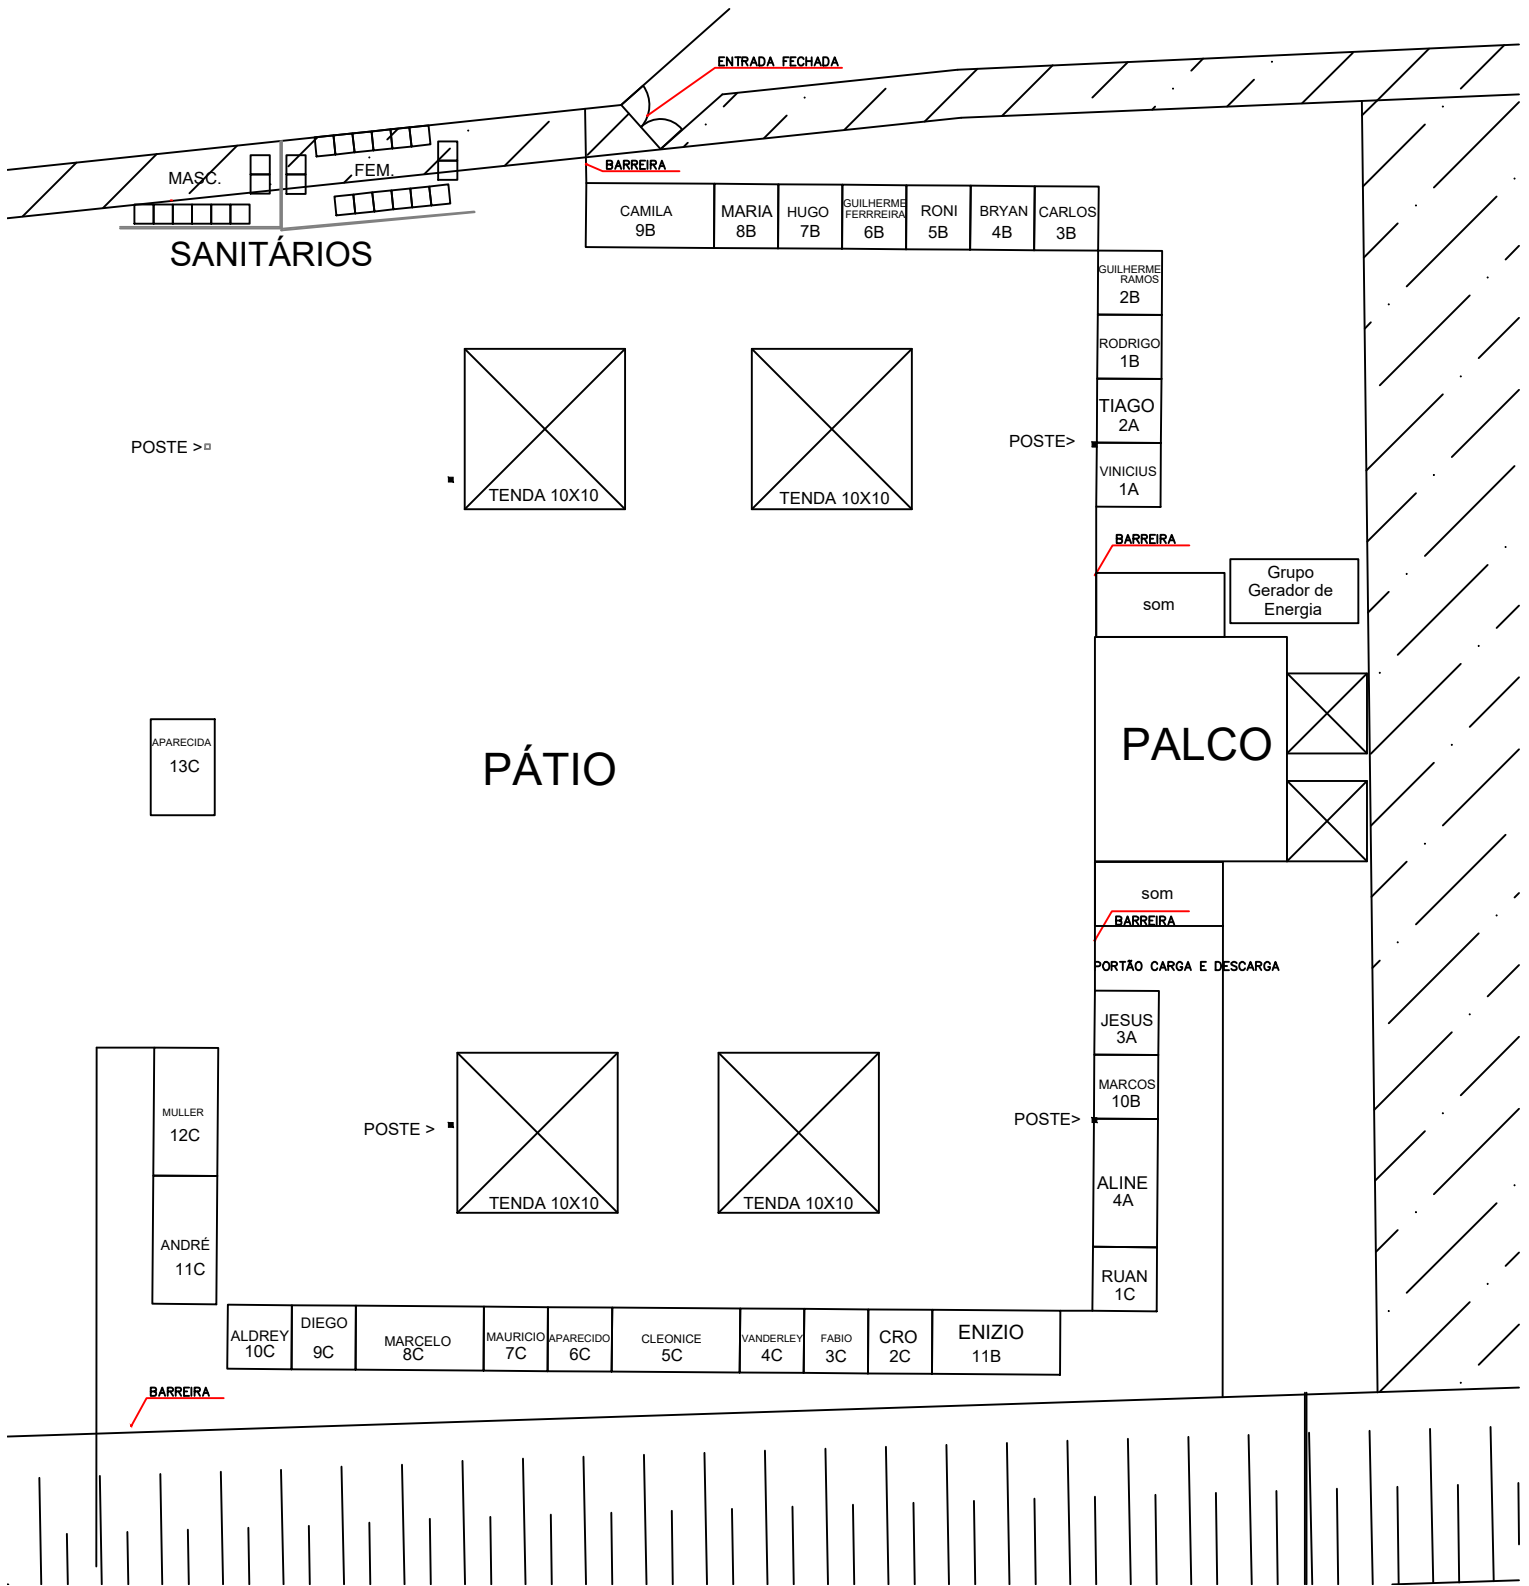 ENTRADA FECHADA
BARREIRA
MASC.
FEM.
SANITÁRIOS
CAMILA
9B
MARIA
8B
HUGO
7B
GUILHERME
FERRREIRA
6B
RONI
5B
BRYAN
4B
CARLOS
3B
GUILHERME
RAMOS
2B
RODRIGO
1B
TIAGO
2A
VINICIUS
1A
POSTE >
POSTE>
TENDA 10X10
TENDA 10X10
BARREIRA
som
Grupo
Gerador de
Energia
APARECIDA
13C
PÁTIO
PALCO
som
BARREIRA
PORTÃO CARGA E DESCARGA
JESUS
3A
MARCOS
10B
POSTE >
POSTE>
ALINE
4A
RUAN
1C
MULLER
12C
ANDRÉ
11C
TENDA 10X10
TENDA 10X10
ALDREY
10C
DIEGO
9C
MARCELO
8C
MAURICIO
7C
APARECIDO
6C
CLEONICE
5C
VANDERLEY
4C
FABIO
3C
CRO
2C
ENIZIO
11B
BARREIRA